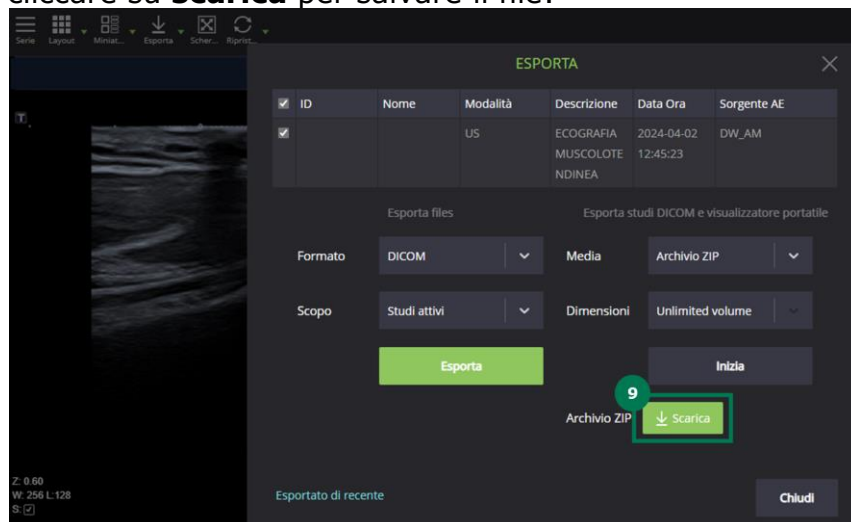 cliccare su Scarica per salvare il file.
Serie Layout Miniat... Esporta Scher... Riprist...
ESPORTA
ID Nome Modalità Descrizione Data Ora Sorgente AE
US ECOGRAFIA 2024-04-02 DW_AM
MUSCOLOTE 12:45:23
NDINEA
T
Esporta files Esporta studi DICOM e visualizzatore portatile
Formato DICOM Media Archivio ZIP
Scopo Studi attivi Dimensioni Unlimited volume
Esporta Inizia
9
Archivio ZIP Scarica
Z: 0.60
W: 256 L:128
S:
Esportato di recente Chiudi